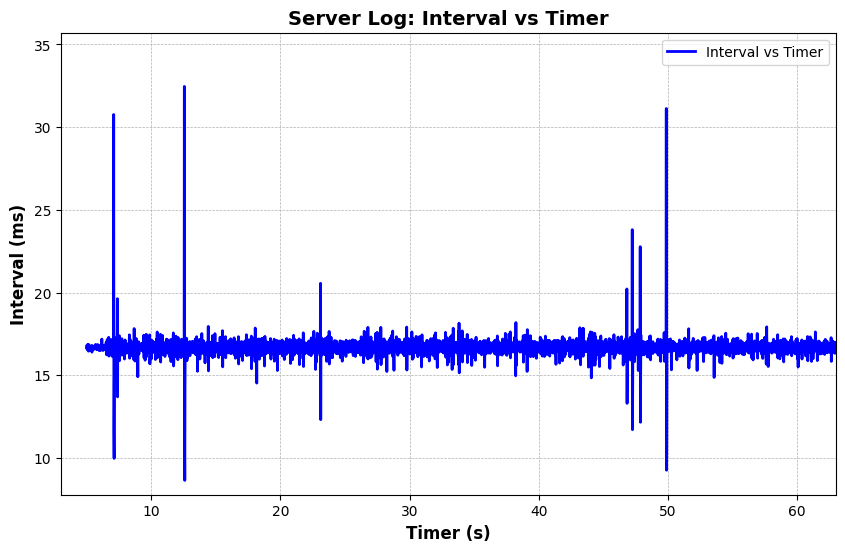 Server Log: Interval vs Timer
Interval vs Timer
35
30
25
20
15
10
Interval (ms)
10 20 30 40 50 60
Timer (s)